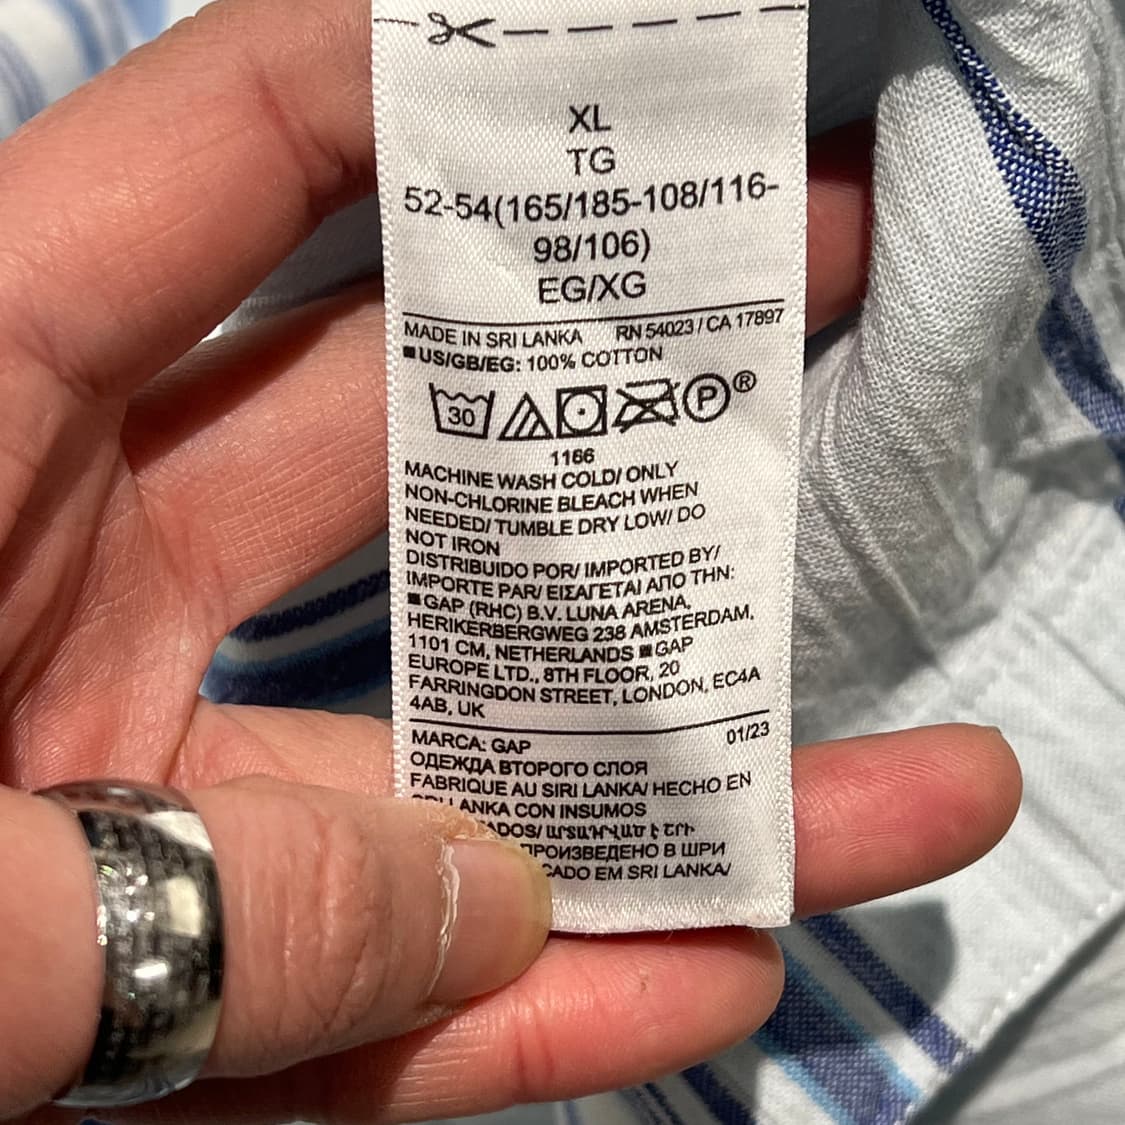 XL
TG
52-54(165/185-108/116-
98/106)
EG/XG
MADE IN SRI LANKA RN 54023 / CA 17897
■US/GB/EG: 100% COTTON
30 P®
1166
MACHINE WASH COLD/ ONLY
NON-CHLORINE BLEACH WHEN
NEEDED/ TUMBLE DRY LOW/ DO
NOT IRON
DISTRIBUIDO POR/ IMPORTED BY/
IMPORTE PAR/ ΕΙΣΑΓΕΤΑΙ ΑΠΟ ΤΗΝ:
■GAP (RHC) B.V. LUNA ARENA,
HERIKERBERGWEG 238 AMSTERDAM,
1101 CM, NETHERLANDS ■GAP
EUROPE LTD., 8TH FLOOR, 20
FARRINGDON STREET, LONDON, EC4A
4AB, UK
MARCA: GAP 01/23
ОДЕЖДА ВТОРОГО СЛОЯ
FABRIQUE AU SIRI LANKA/ HECHO EN
LANKA CON INSUMOS
ADOS/ ԱՐՏԱԴՐՎԱԾ Է ՇՐԻ
ПРОИЗВЕДЕНО В ШРИ
CADO EM SRI LANKA/